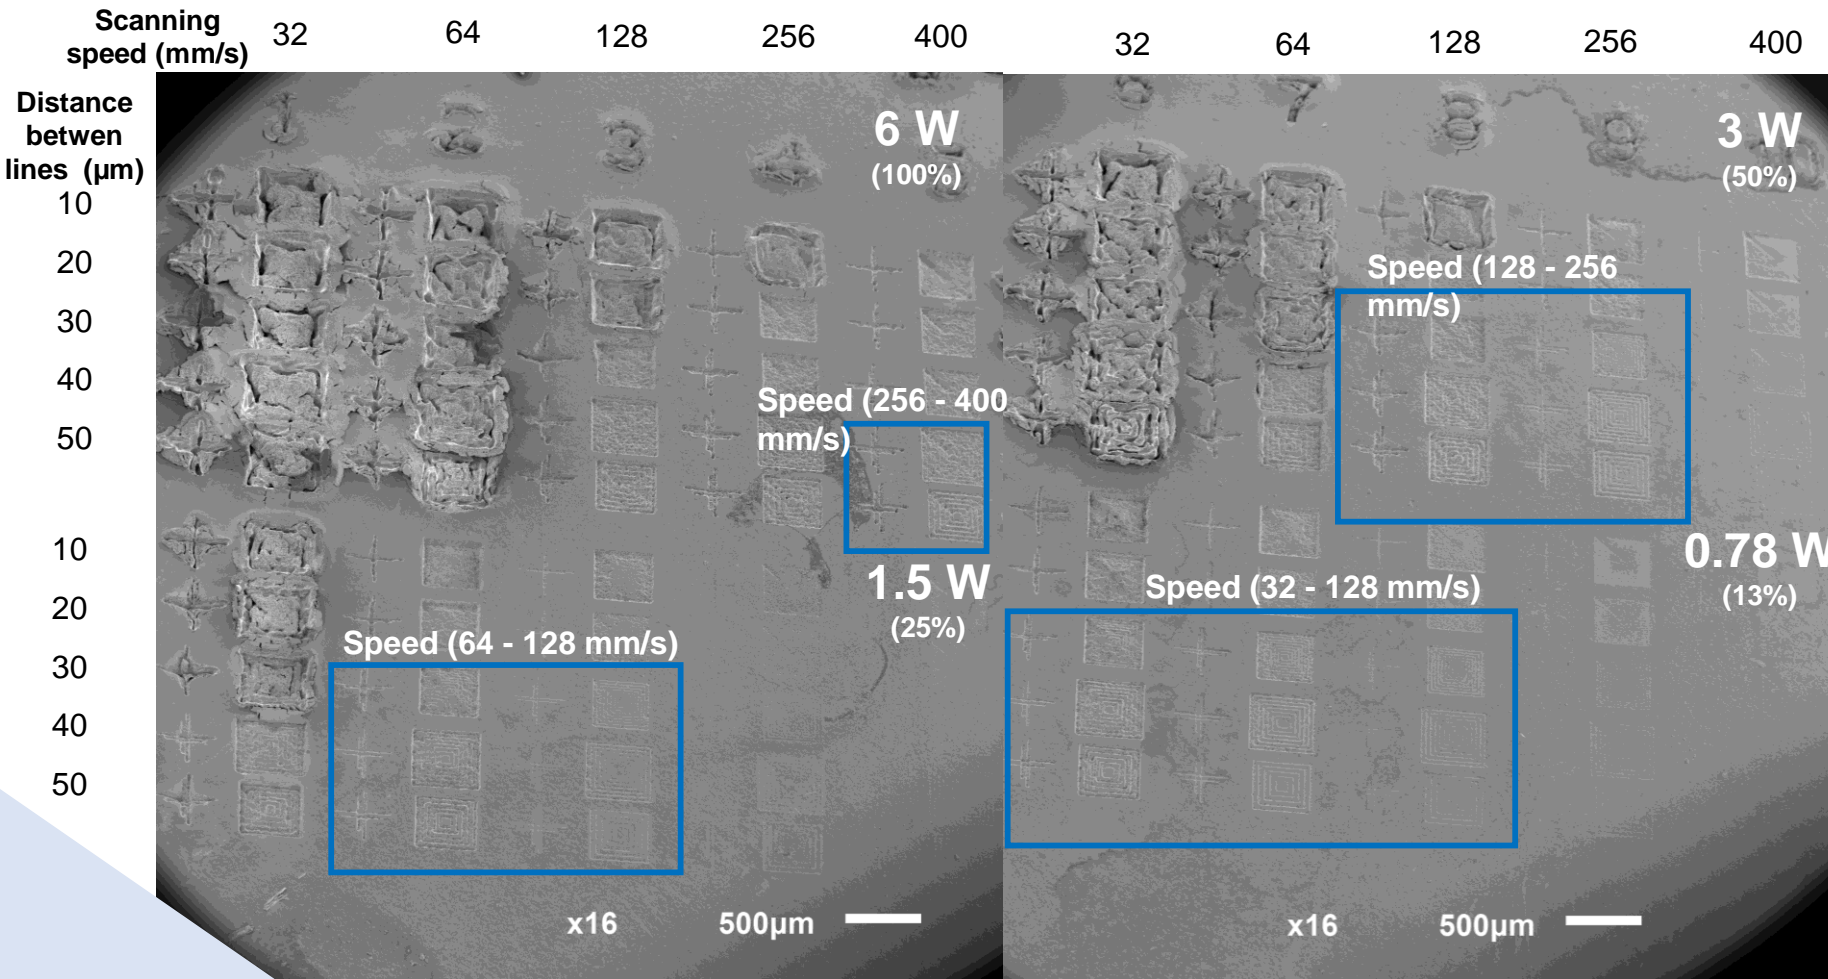 Scanning
speed (mm/s)
32 64 128 256 400
32 64 128 256 400
Distance
betwen
lines (µm)
10
20
30
40
50
10
20
30
40
50
6 W
(100%)
Speed (256 - 400
mm/s)
1.5 W
(25%)
Speed (64 - 128 mm/s)
x16 500µm
3 W
(50%)
Speed (128 - 256
mm/s)
0.78 W
(13%)
Speed (32 - 128 mm/s)
x16 500µm